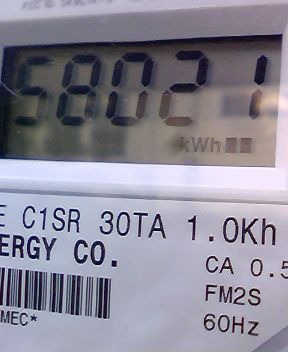 58021
kWh
E C1SR 30TA 1.0Kh
ERGY CO.
CA 0.5
FM2S
MEC*
60Hz